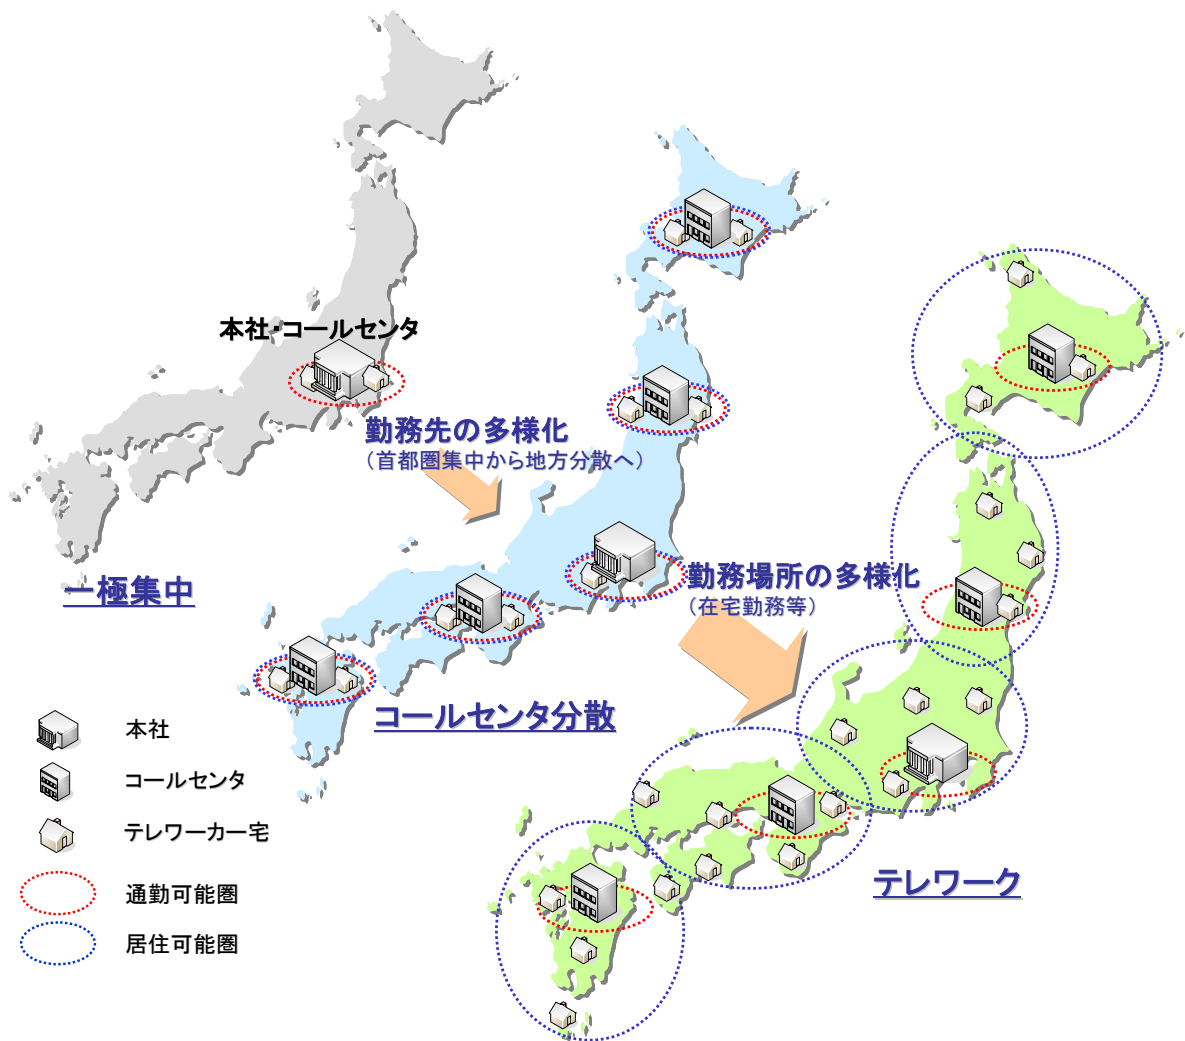 本社・コールセンタ
勤務先の多様化
（首都圏集中から地方分散へ）
一極集中
勤務場所の多様化
（在宅勤務等）
コールセンタ分散
テレワーク
本社
コールセンタ
テレワーカー宅
通勤可能圏
居住可能圏